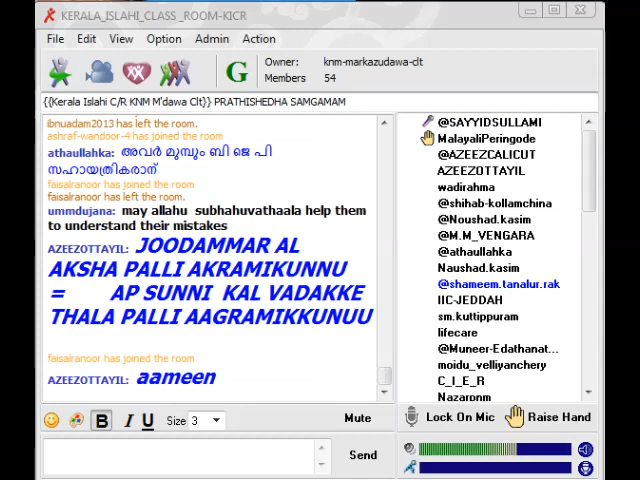 KERALA_ISLAHI_CLASS_ROOM-KICR
File Edit View Option Admin Action
G
Owner: knm-markazudawa-clt
Members 54
{{Kerala Islahi C/R KNM M'dawa Clt}} PRATHISHEDHA SAMGAMAM
ibnuadam2013 has left the room.
ashraf-wandoor-4 has joined the room
athaullahka: അവർ മുമ്പും ബി ജെ പി
സഹായത്രികരാന്
faisalranoor has joined the room
faisalranoor has left the room.
ummdujana: may allahu subhahuvathaala help them
to understand their mistakes
AZEEZOTTAYIL: JOODAMMAR AL
AKSHA PALLI AKRAMIKUNNU
= AP SUNNI KAL VADAKKE
THALA PALLI AAGRAMIKKUNUU
faisalranoor has joined the room
AZEEZOTTAYIL: aameen
@SAYYIDSULLAMI
MalayaliPeringode
@AZEEZCALICUT
AZEEZOTTAYIL
wadirahma
@shihab-kollamchina
@Noushad.kasim
@M.M_VENGARA
@athaullahka
Naushad.kasim
@shameem.tanalur.rak
IIC-JEDDAH
sm.kuttippuram
lifecare
@Muneer-Edathanat...
moidu_velliyanchery
C_I_E_R
Nazarpnm
B I U Size 3 Mute
Lock On Mic Raise Hand
Send